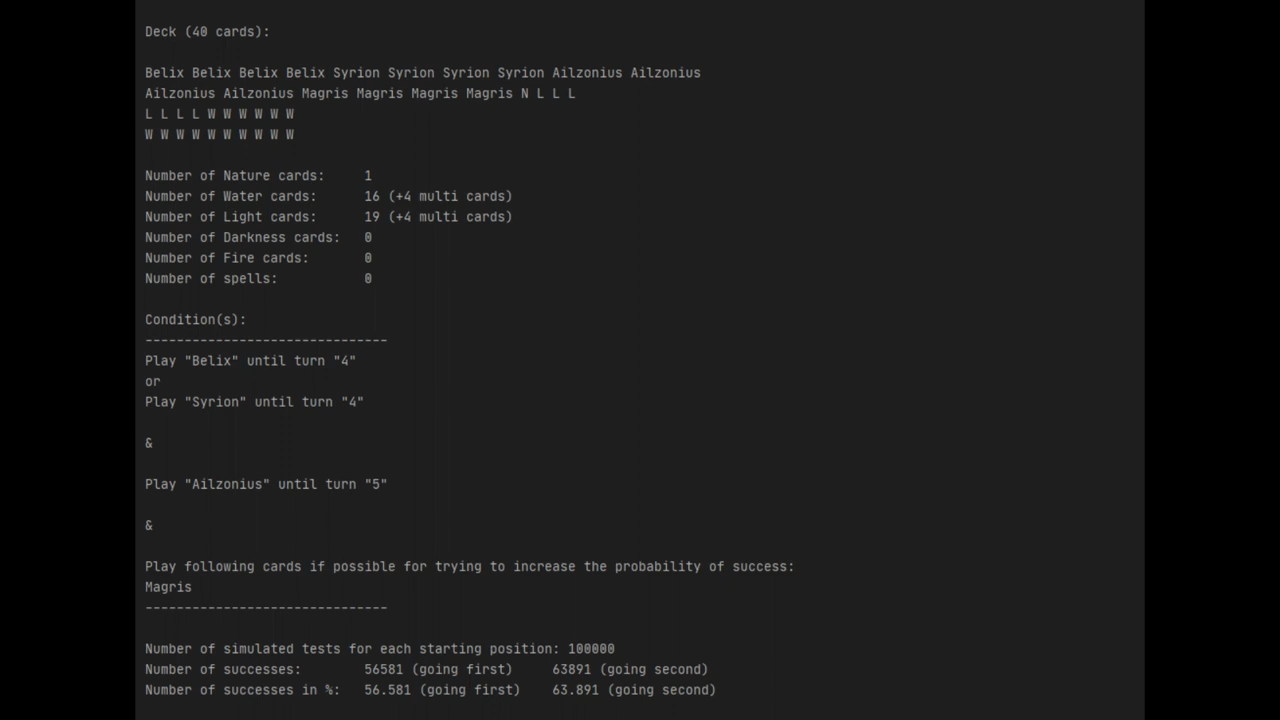 Deck (40 cards):
Belix Belix Belix Belix Syrion Syrion Syrion Syrion Ailzonius Ailzonius
Ailzonius Ailzonius Magris Magris Magris Magris N L L L
L L L L W W W W W W
W W W W W W W W W W
Number of Nature cards: 1
Number of Water cards: 16 (+4 multi cards)
Number of Light cards: 19 (+4 multi cards)
Number of Darkness cards: 0
Number of Fire cards: 0
Number of spells: 0
Condition(s):
-------------------------------
Play "Belix" until turn "4"
or
Play "Syrion" until turn "4"
&
Play "Ailzonius" until turn "5"
&
Play following cards if possible for trying to increase the probability of success:
Magris
-------------------------------
Number of simulated tests for each starting position: 100000
Number of successes: 56581 (going first) 63891 (going second)
Number of successes in %: 56.581 (going first) 63.891 (going second)